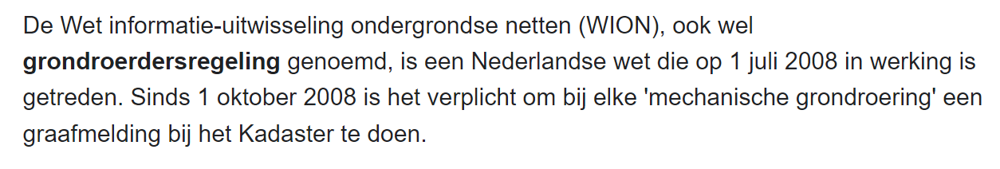 De Wet informatie-uitwisseling ondergrondse netten (WION), ook wel
grondroerdersregeling genoemd, is een Nederlandse wet die op 1 juli 2008 in werking is
getreden. Sinds 1 oktober 2008 is het verplicht om bij elke 'mechanische grondroering' een
graafmelding bij het Kadaster te doen.